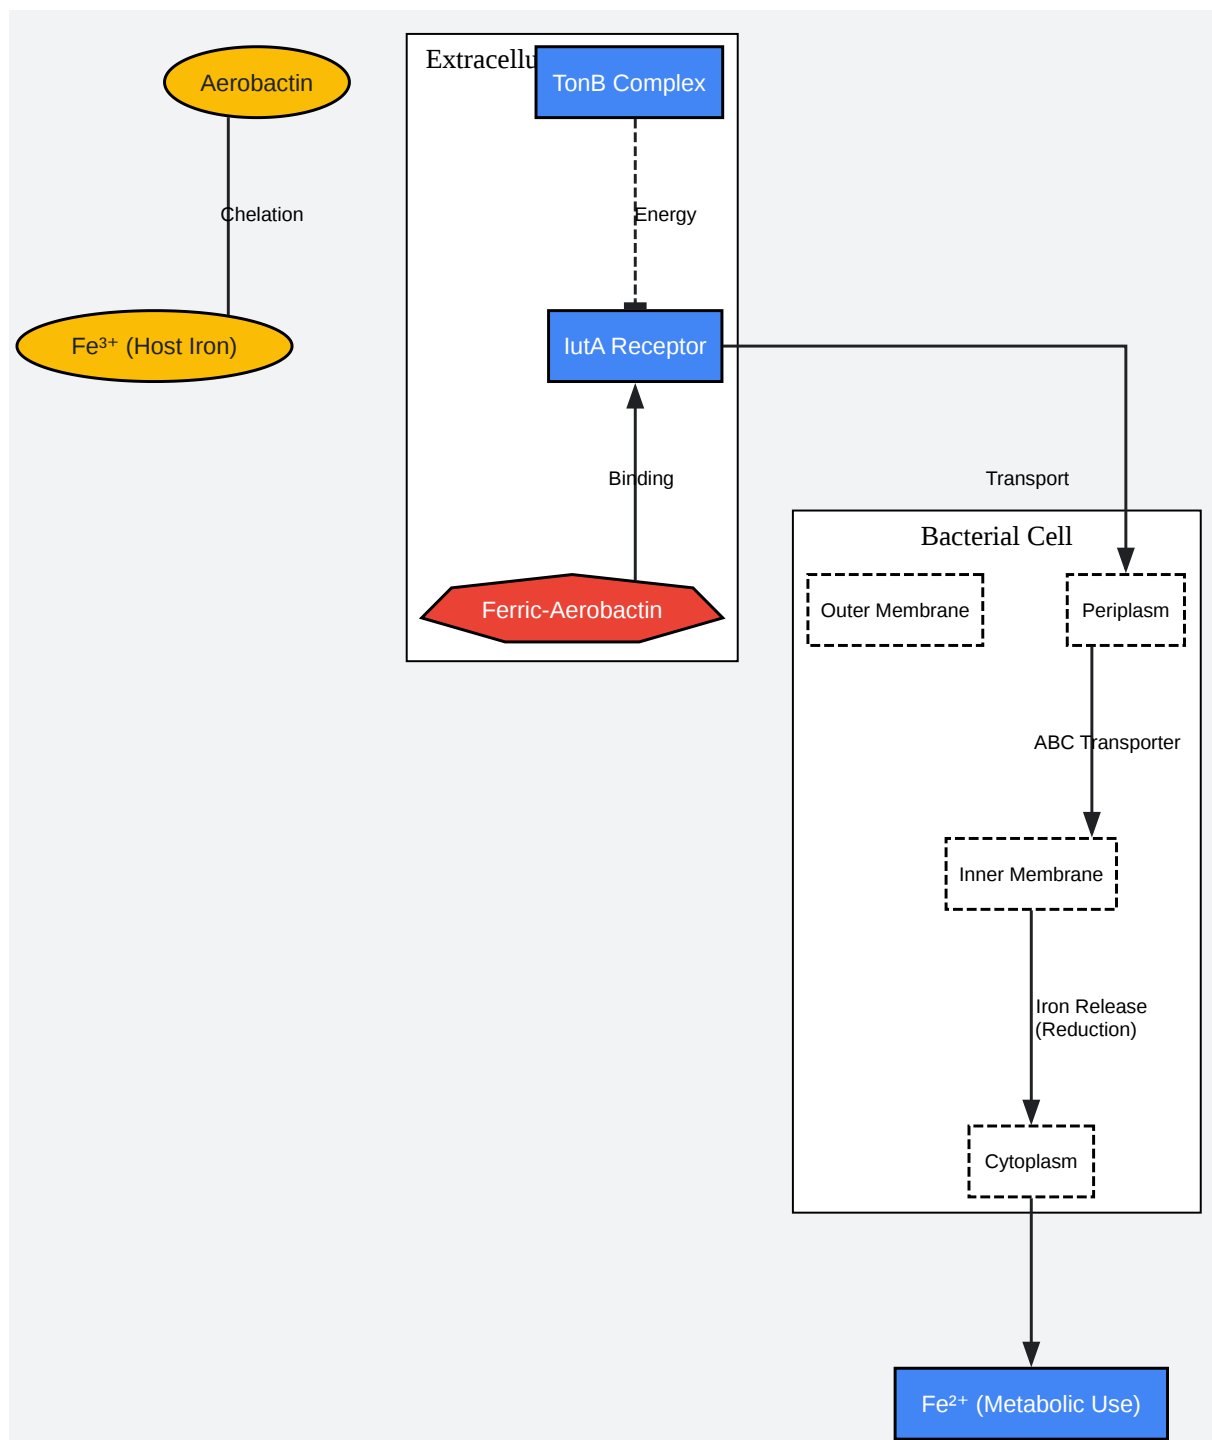 Aerobactin
Extracellu
TonB Complex
Chelation
Energy
Fe³⁺ (Host Iron)
IutA Receptor
Binding
Transport
Bacterial Cell
Ferric-Aerobactin
Outer Membrane
Periplasm
ABC Transporter
Inner Membrane
Iron Release
(Reduction)
Cytoplasm
Fe²⁺ (Metabolic Use)